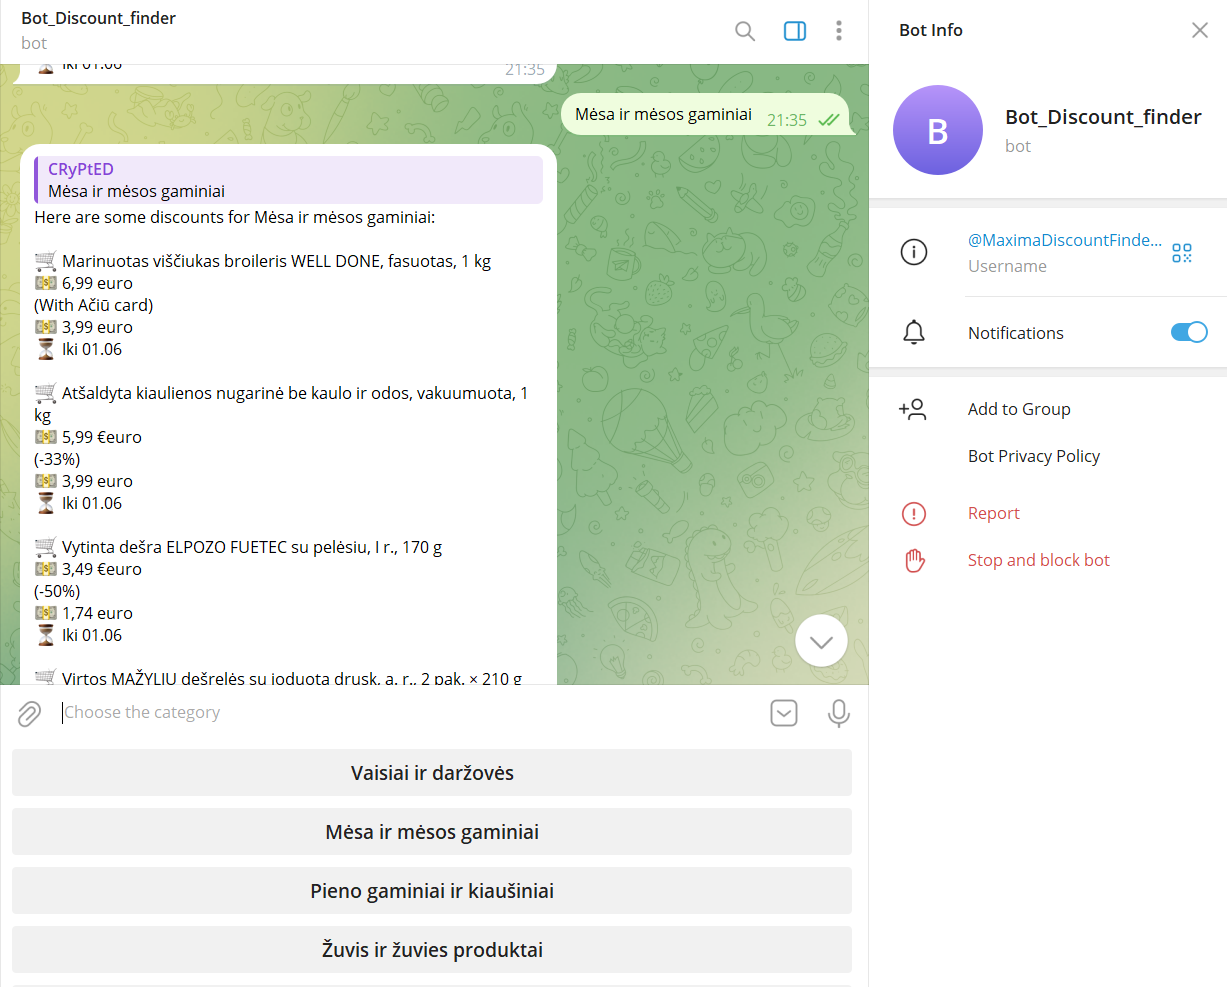 Bot_Discount_finder
bot
Iki 01.06
21:35
Mėsa ir mėsos gaminiai 21:35
CRyPtED
Mėsa ir mėsos gaminiai
Here are some discounts for Mėsa ir mėsos gaminiai:
Marinuotas viščiukas broileris WELL DONE, fasuotas, 1 kg
6,99 euro
(With Ačiū card)
3,99 euro
Iki 01.06
Atšaldyta kiaulienos nugarinė be kaulo ir odos, vakuumuota, 1
kg
5,99 €euro
(-33%)
3,99 euro
Iki 01.06
Vytinta dešra ELPOZO FUETEC su pelėsiu, I r., 170 g
3,49 €euro
(-50%)
1,74 euro
Iki 01.06
Virtos MAŽYLIU dešrelės su joduota drusk, a. r., 2 pak. × 210 g
Choose the category
Vaisiai ir daržovės
Mėsa ir mėsos gaminiai
Pieno gaminiai ir kiaušiniai
Žuvis ir žuvies produktai
Bot Info
B
Bot_Discount_finder
bot
@MaximaDiscountFinde...
Username
Notifications
Add to Group
Bot Privacy Policy
Report
Stop and block bot